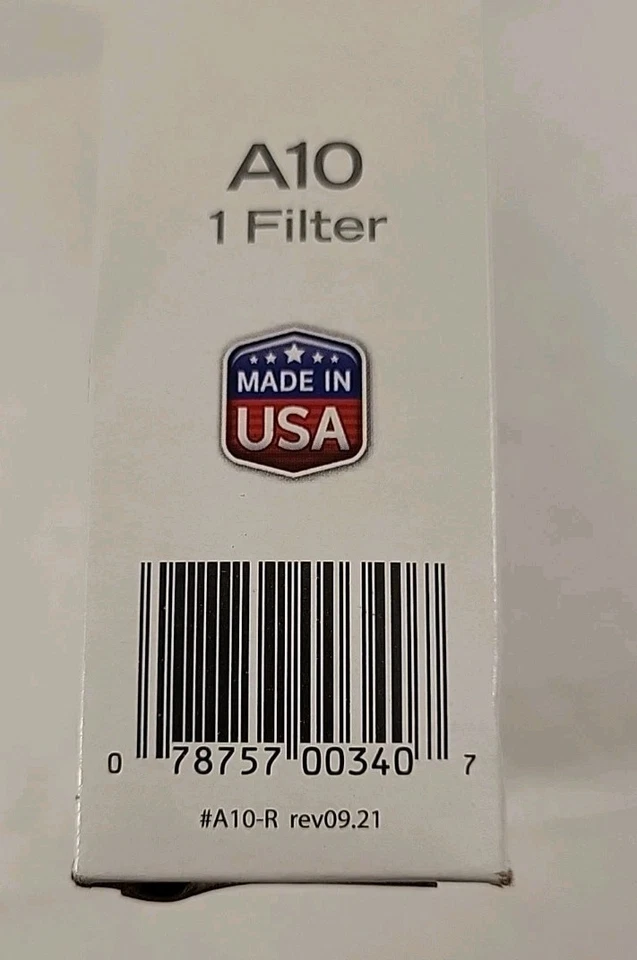 A10
1 Filter
MADE IN
USA
0 78757 00340 7
#A10-R rev09.21